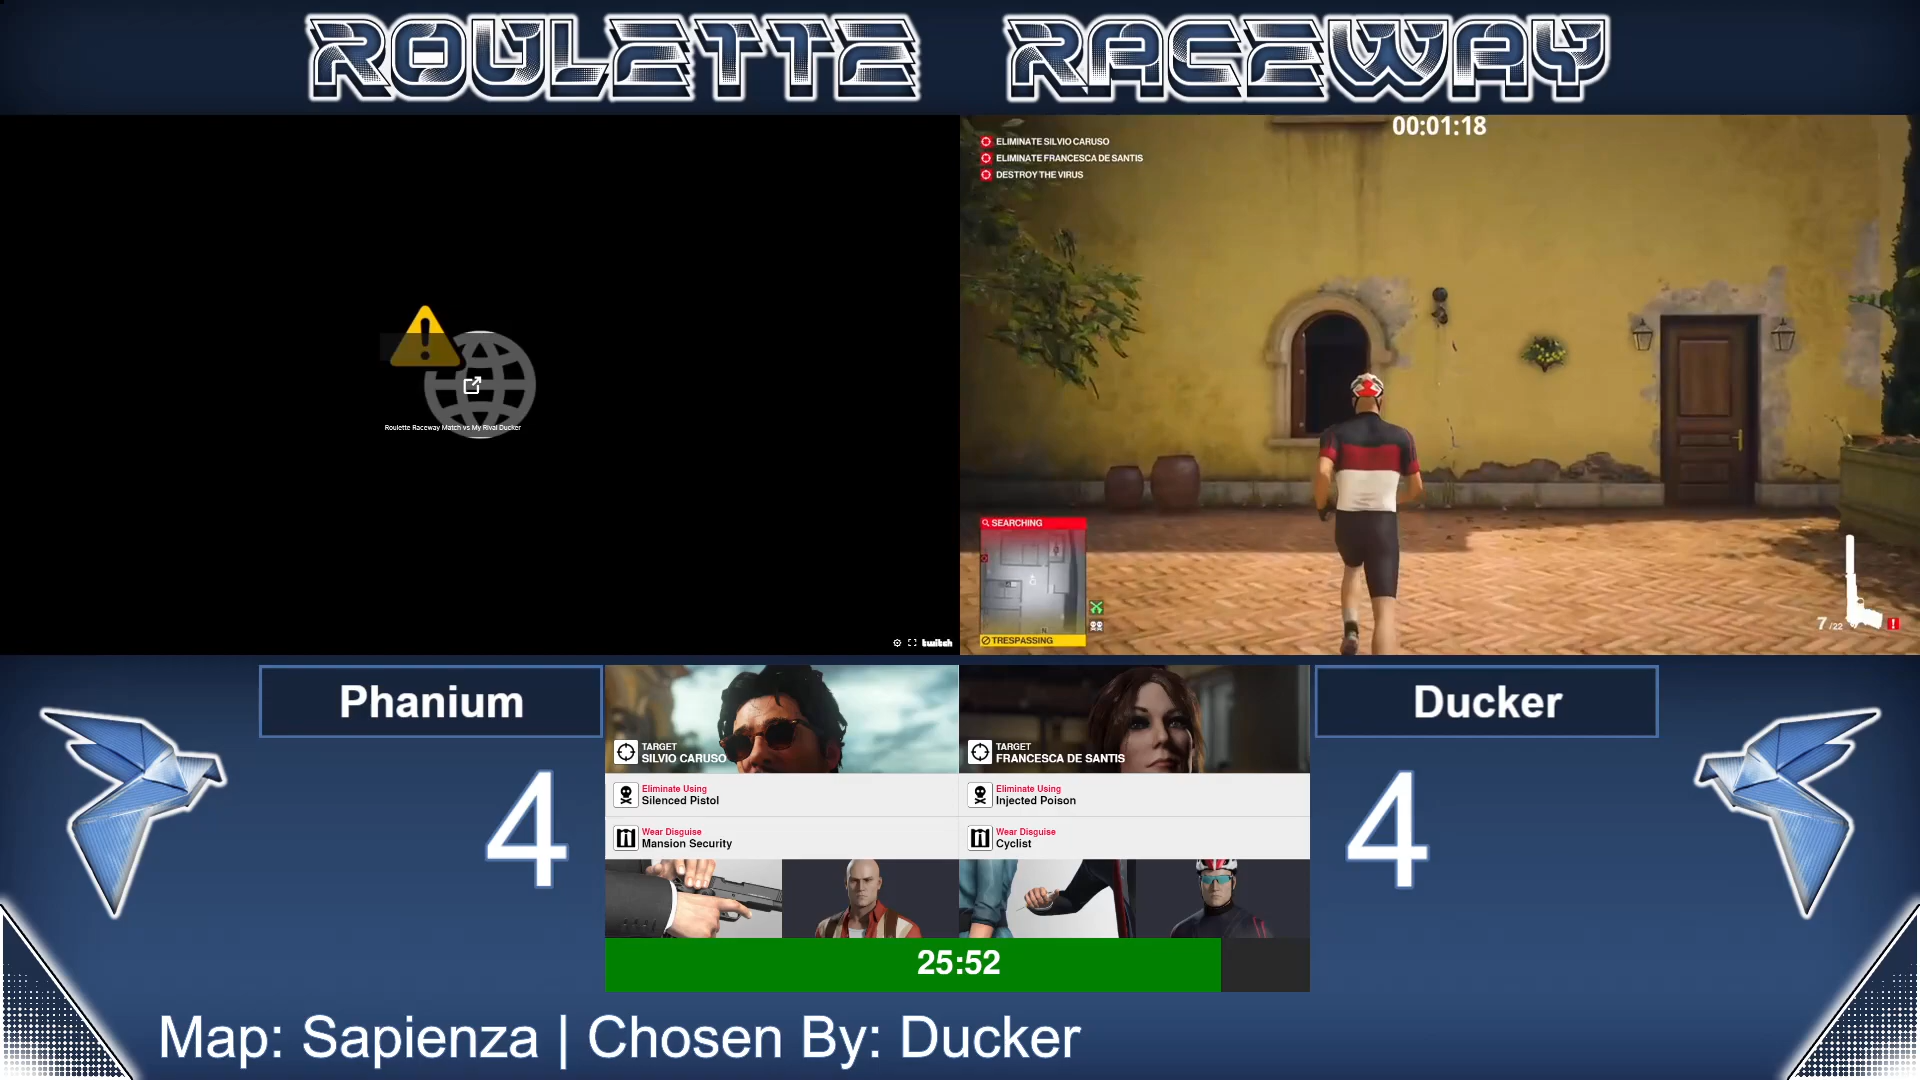 ROULETTE RACEWAY
00:01:18
ELIMINATE SILVIO CARUSO
ELIMINATE FRANCESCA DE SANTIS
DESTROY THE VIRUS
Roulette Raceway Match vs My Rival Ducker
twitch
SEARCHING
N
TRESPASSING
7 /22
Phanium
4
TARGET
SILVIO CARUSO
Eliminate Using
Silenced Pistol
Wear Disguise
Mansion Security
TARGET
FRANCESCA DE SANTIS
Eliminate Using
Injected Poison
Wear Disguise
Cyclist
25:52
Ducker
4
Map: Sapienza | Chosen By: Ducker